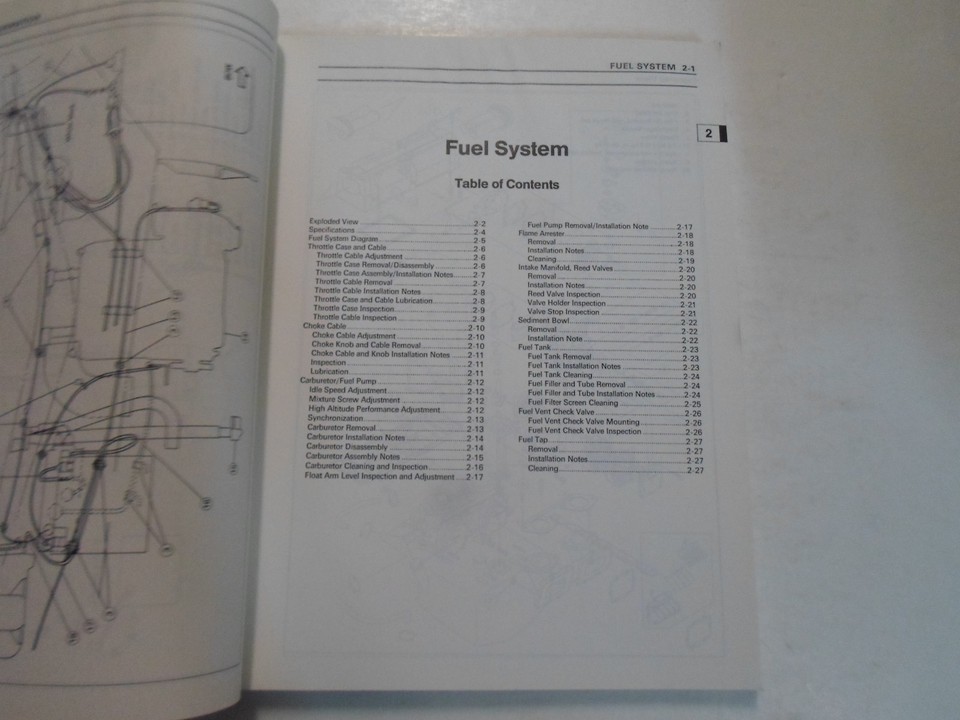 FUEL SYSTEM 2-1
2
Fuel System
Table of Contents
Exploded View 2-2
Specifications 2-4
Fuel System Diagram 2-5
Throttle Case and Cable 2-6
Throttle Cable Adjustment 2-6
Throttle Case Removal/Disassembly 2-6
Throttle Case Assembly/Installation Notes 2-7
Throttle Cable Removal 2-7
Throttle Cable Installation Notes 2-8
Throttle Case and Cable Lubrication 2-8
Throttle Case Inspection 2-9
Throttle Cable Inspection 2-9
Choke Cable 2-10
Choke Cable Adjustment 2-10
Choke Knob and Cable Removal 2-10
Choke Cable and Knob Installation Notes 2-11
Inspection 2-11
Lubrication 2-11
Carburetor/Fuel Pump 2-12
Idle Speed Adjustment 2-12
Mixture Screw Adjustment 2-12
High Altitude Performance Adjustment 2-12
Synchronization 2-13
Carburetor Removal 2-13
Carburetor Installation Notes 2-14
Carburetor Disassembly 2-14
Carburetor Assembly Notes 2-15
Carburetor Cleaning and Inspection 2-16
Float Arm Level Inspection and Adjustment 2-17
Fuel Pump Removal/Installation Note 2-17
Flame Arrester 2-18
Removal 2-18
Installation Notes 2-18
Cleaning 2-19
Intake Manifold, Reed Valves 2-20
Removal 2-20
Installation Notes 2-20
Reed Valve Inspection 2-20
Valve Holder Inspection 2-21
Valve Stop Inspection 2-21
Sediment Bowl 2-22
Removal 2-22
Installation Note 2-22
Fuel Tank 2-23
Fuel Tank Removal 2-23
Fuel Tank Installation Notes 2-23
Fuel Tank Cleaning 2-24
Fuel Filler and Tube Removal 2-24
Fuel Filler and Tube Installation Notes 2-24
Fuel Filter Screen Cleaning 2-25
Fuel Vent Check Valve 2-26
Fuel Vent Check Valve Mounting 2-26
Fuel Vent Check Valve Inspection 2-26
Fuel Tap 2-27
Removal 2-27
Installation Notes 2-27
Cleaning 2-27